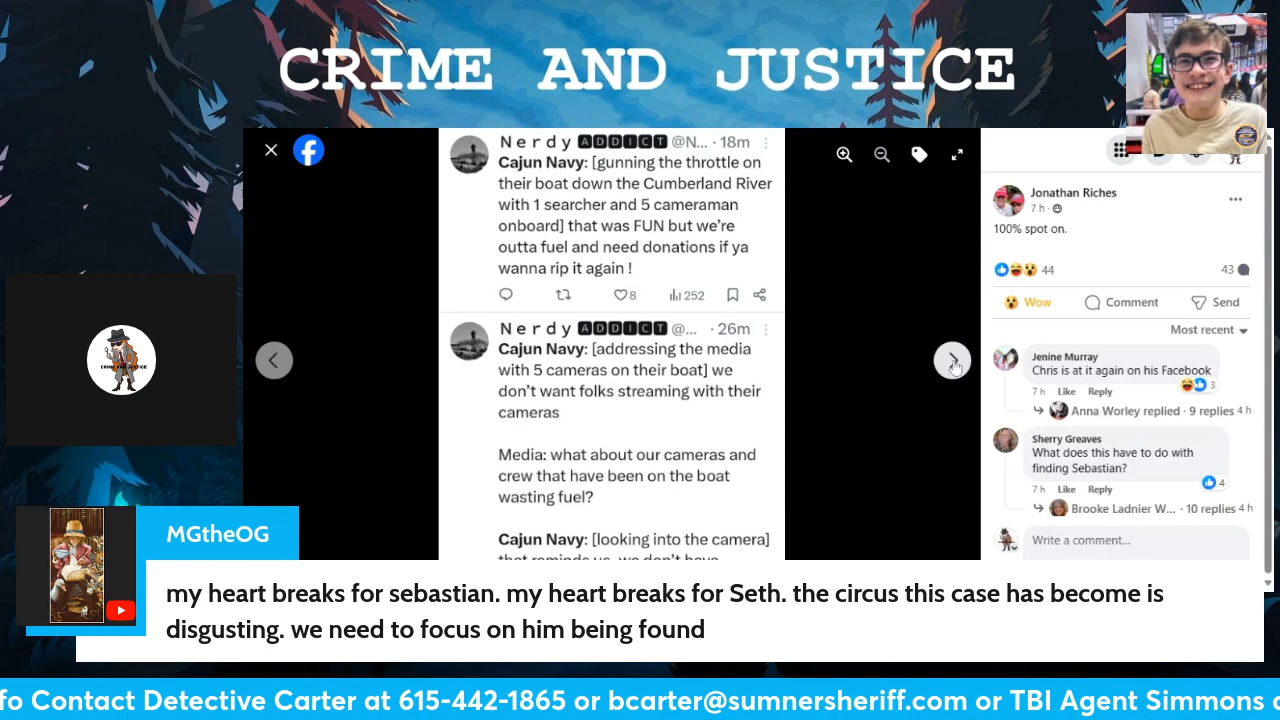 CRIME AND JUSTICE
N e r d y 🅰🅳🅳🅸🅲🆃 @N... · 18m
Cajun Navy: [gunning the throttle on
their boat down the Cumberland River
with 1 searcher and 5 cameraman
onboard] that was FUN but we're
outta fuel and need donations if ya
wanna rip it again !
8
252
N e r d y 🅰🅳🅳🅸🅲🆃 @... · 26m
Cajun Navy: [addressing the media
with 5 cameras on their boat] we
don't want folks streaming with their
cameras
Media: what about our cameras and
crew that have been on the boat
wasting fuel?
Cajun Navy: [looking into the camera]
Jonathan Riches
7 h ·
100% spot on.
44
43
Wow
Comment
Send
Most recent
Jenine Murray
Chris is at it again on his Facebook
3
7 h Like Reply
Anna Worley replied · 9 replies 4 h
Sherry Greaves
What does this have to do with
finding Sebastian?
4
7 h Like Reply
Brooke Ladnier W... · 10 replies 4 h
Write a comment...
CRIME AND JUSTICE
MGtheOG
my heart breaks for sebastian. my heart breaks for Seth. the circus this case has become is
disgusting. we need to focus on him being found
fo Contact Detective Carter at 615-442-1865 or bcarter@sumnersheriff.com or TBI Agent Simmons